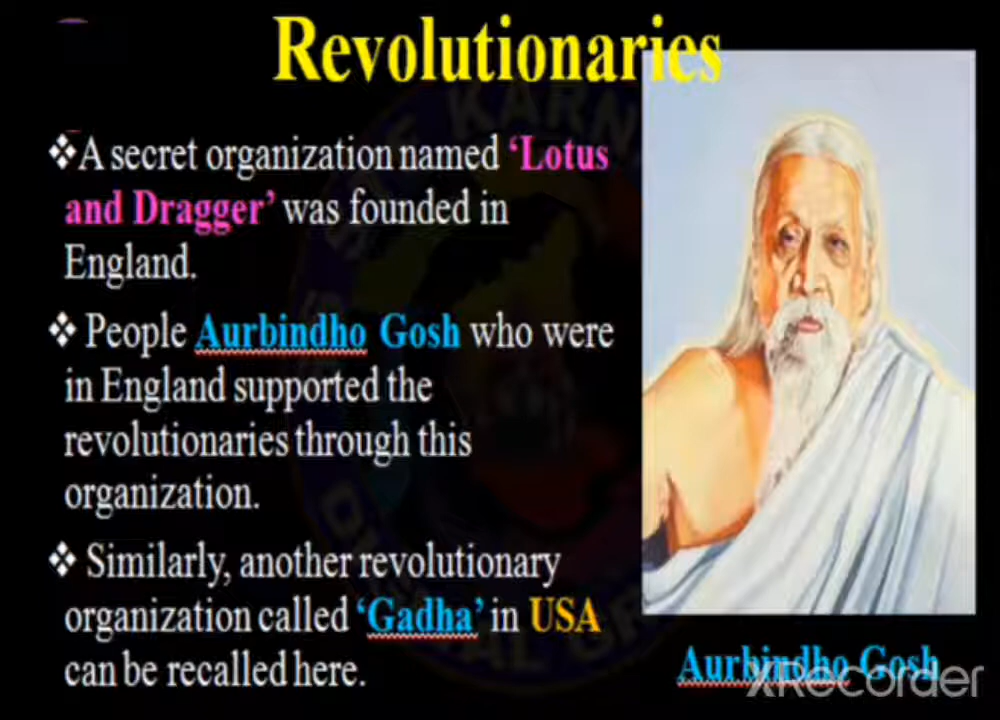 Revolutionaries
❖A secret organization named ‘Lotus
and Dragger’ was founded in
England.
❖ People Aurbindho Gosh who were
in England supported the
revolutionaries through this
organization.
❖ Similarly, another revolutionary
organization called ‘Gadha’ in USA
can be recalled here.
Aurbindho Gosh
XRecorder